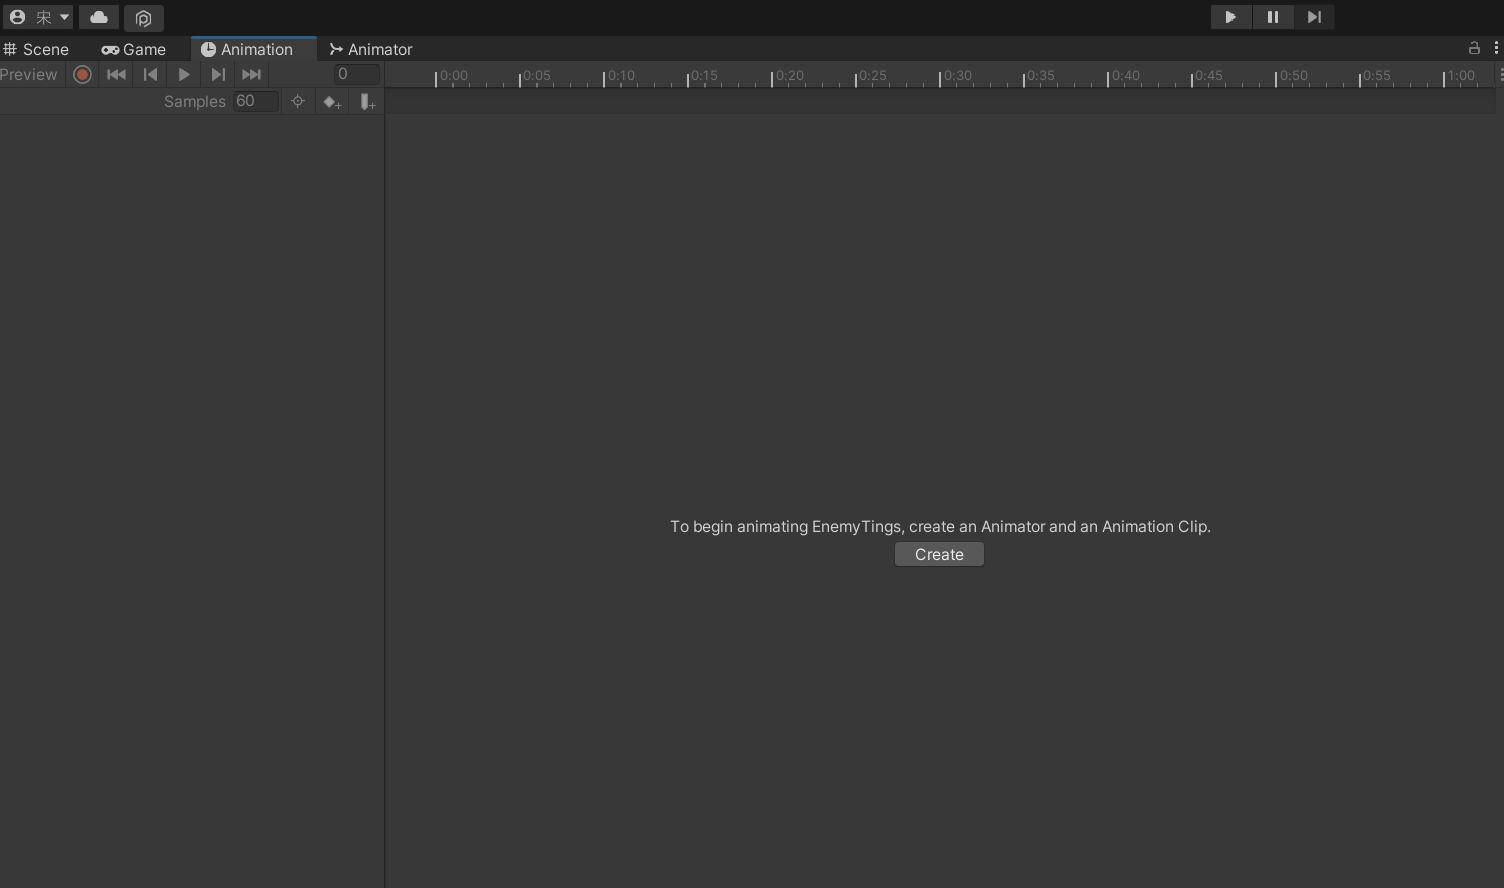 宋
Scene Game Animation Animator
Preview 0 0:00 0:05 0:10 0:15 0:20 0:25 0:30 0:35 0:40 0:45 0:50 0:55 1:00
Samples 60
To begin animating EnemyTings, create an Animator and an Animation Clip.
Create